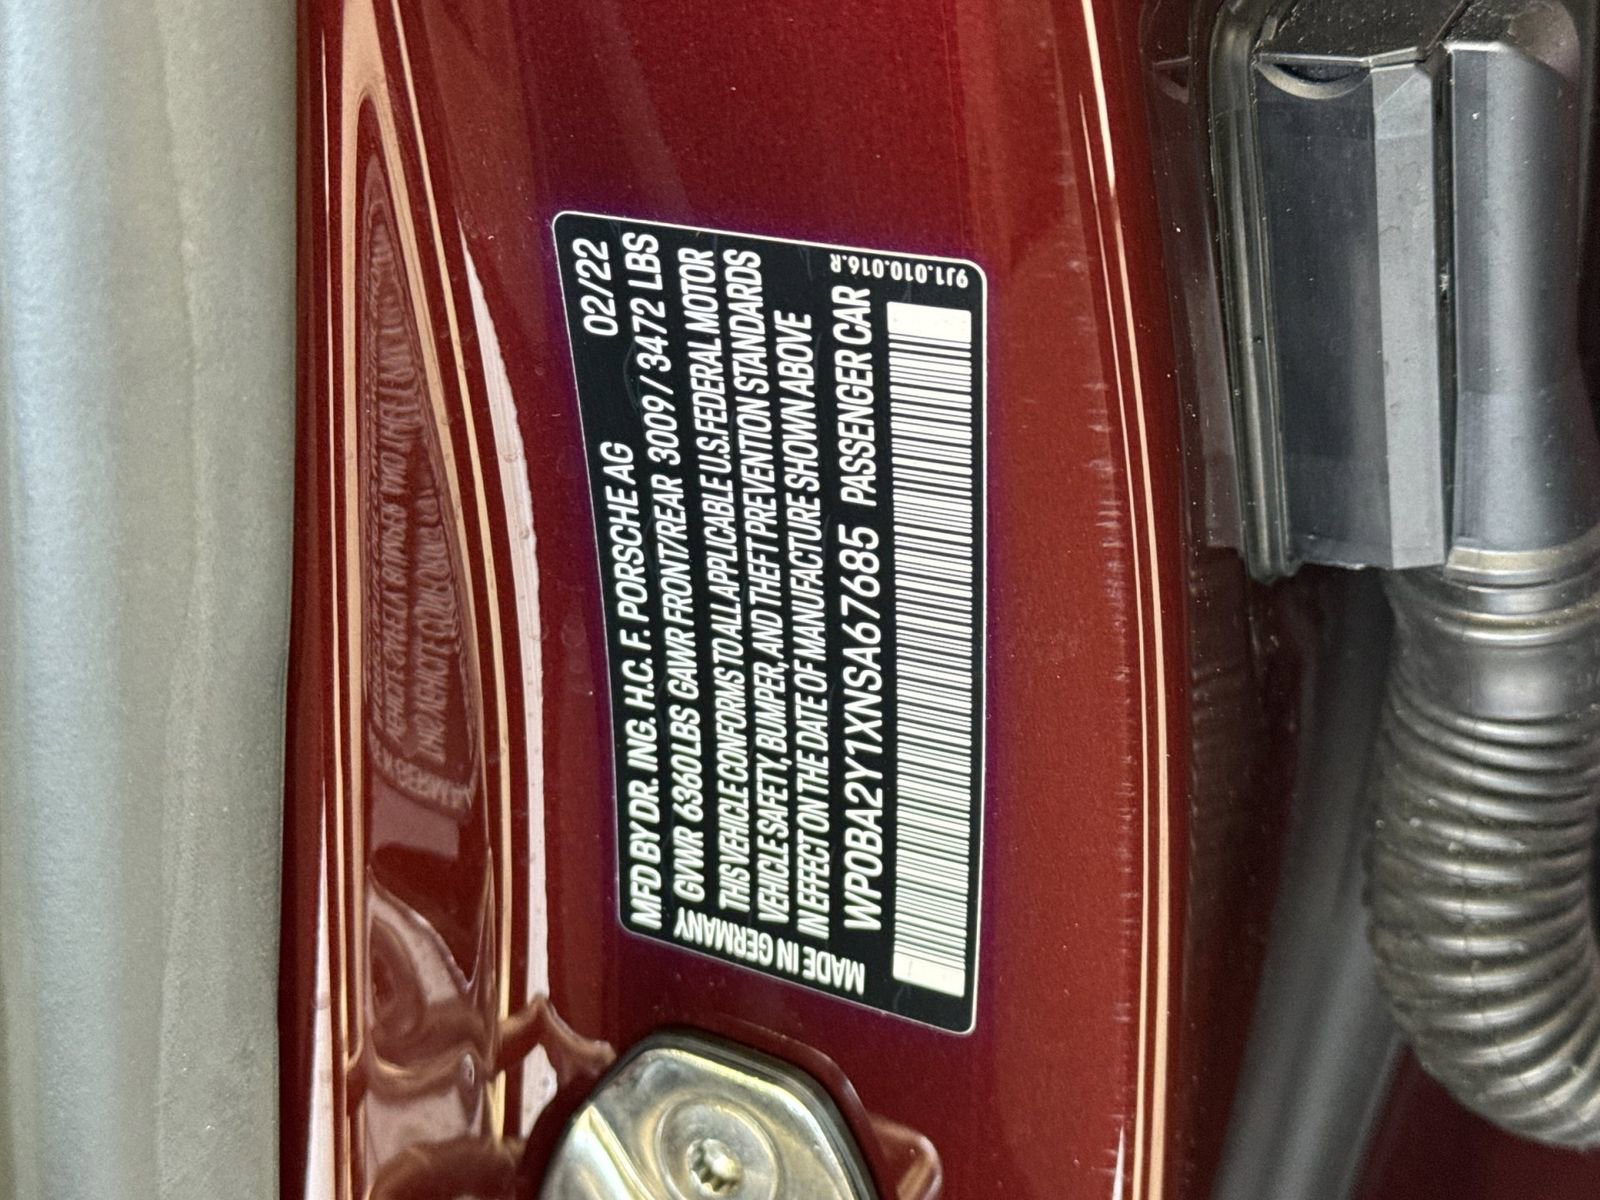 MFD BY DR. ING. H.C. F. PORSCHE AG 02/22
GVWR 6360 LBS GAWR FRONT/REAR 3009 / 3472 LBS
THIS VEHICLE CONFORMS TO ALL APPLICABLE U.S. FEDERAL MOTOR
VEHICLE SAFETY, BUMPER, AND THEFT PREVENTION STANDARDS
IN EFFECT ON THE DATE OF MANUFACTURE SHOWN ABOVE
WP0BA2Y1XNSA67685 PASSENGER CAR
MADE IN GERMANY
9J1.010.016.R